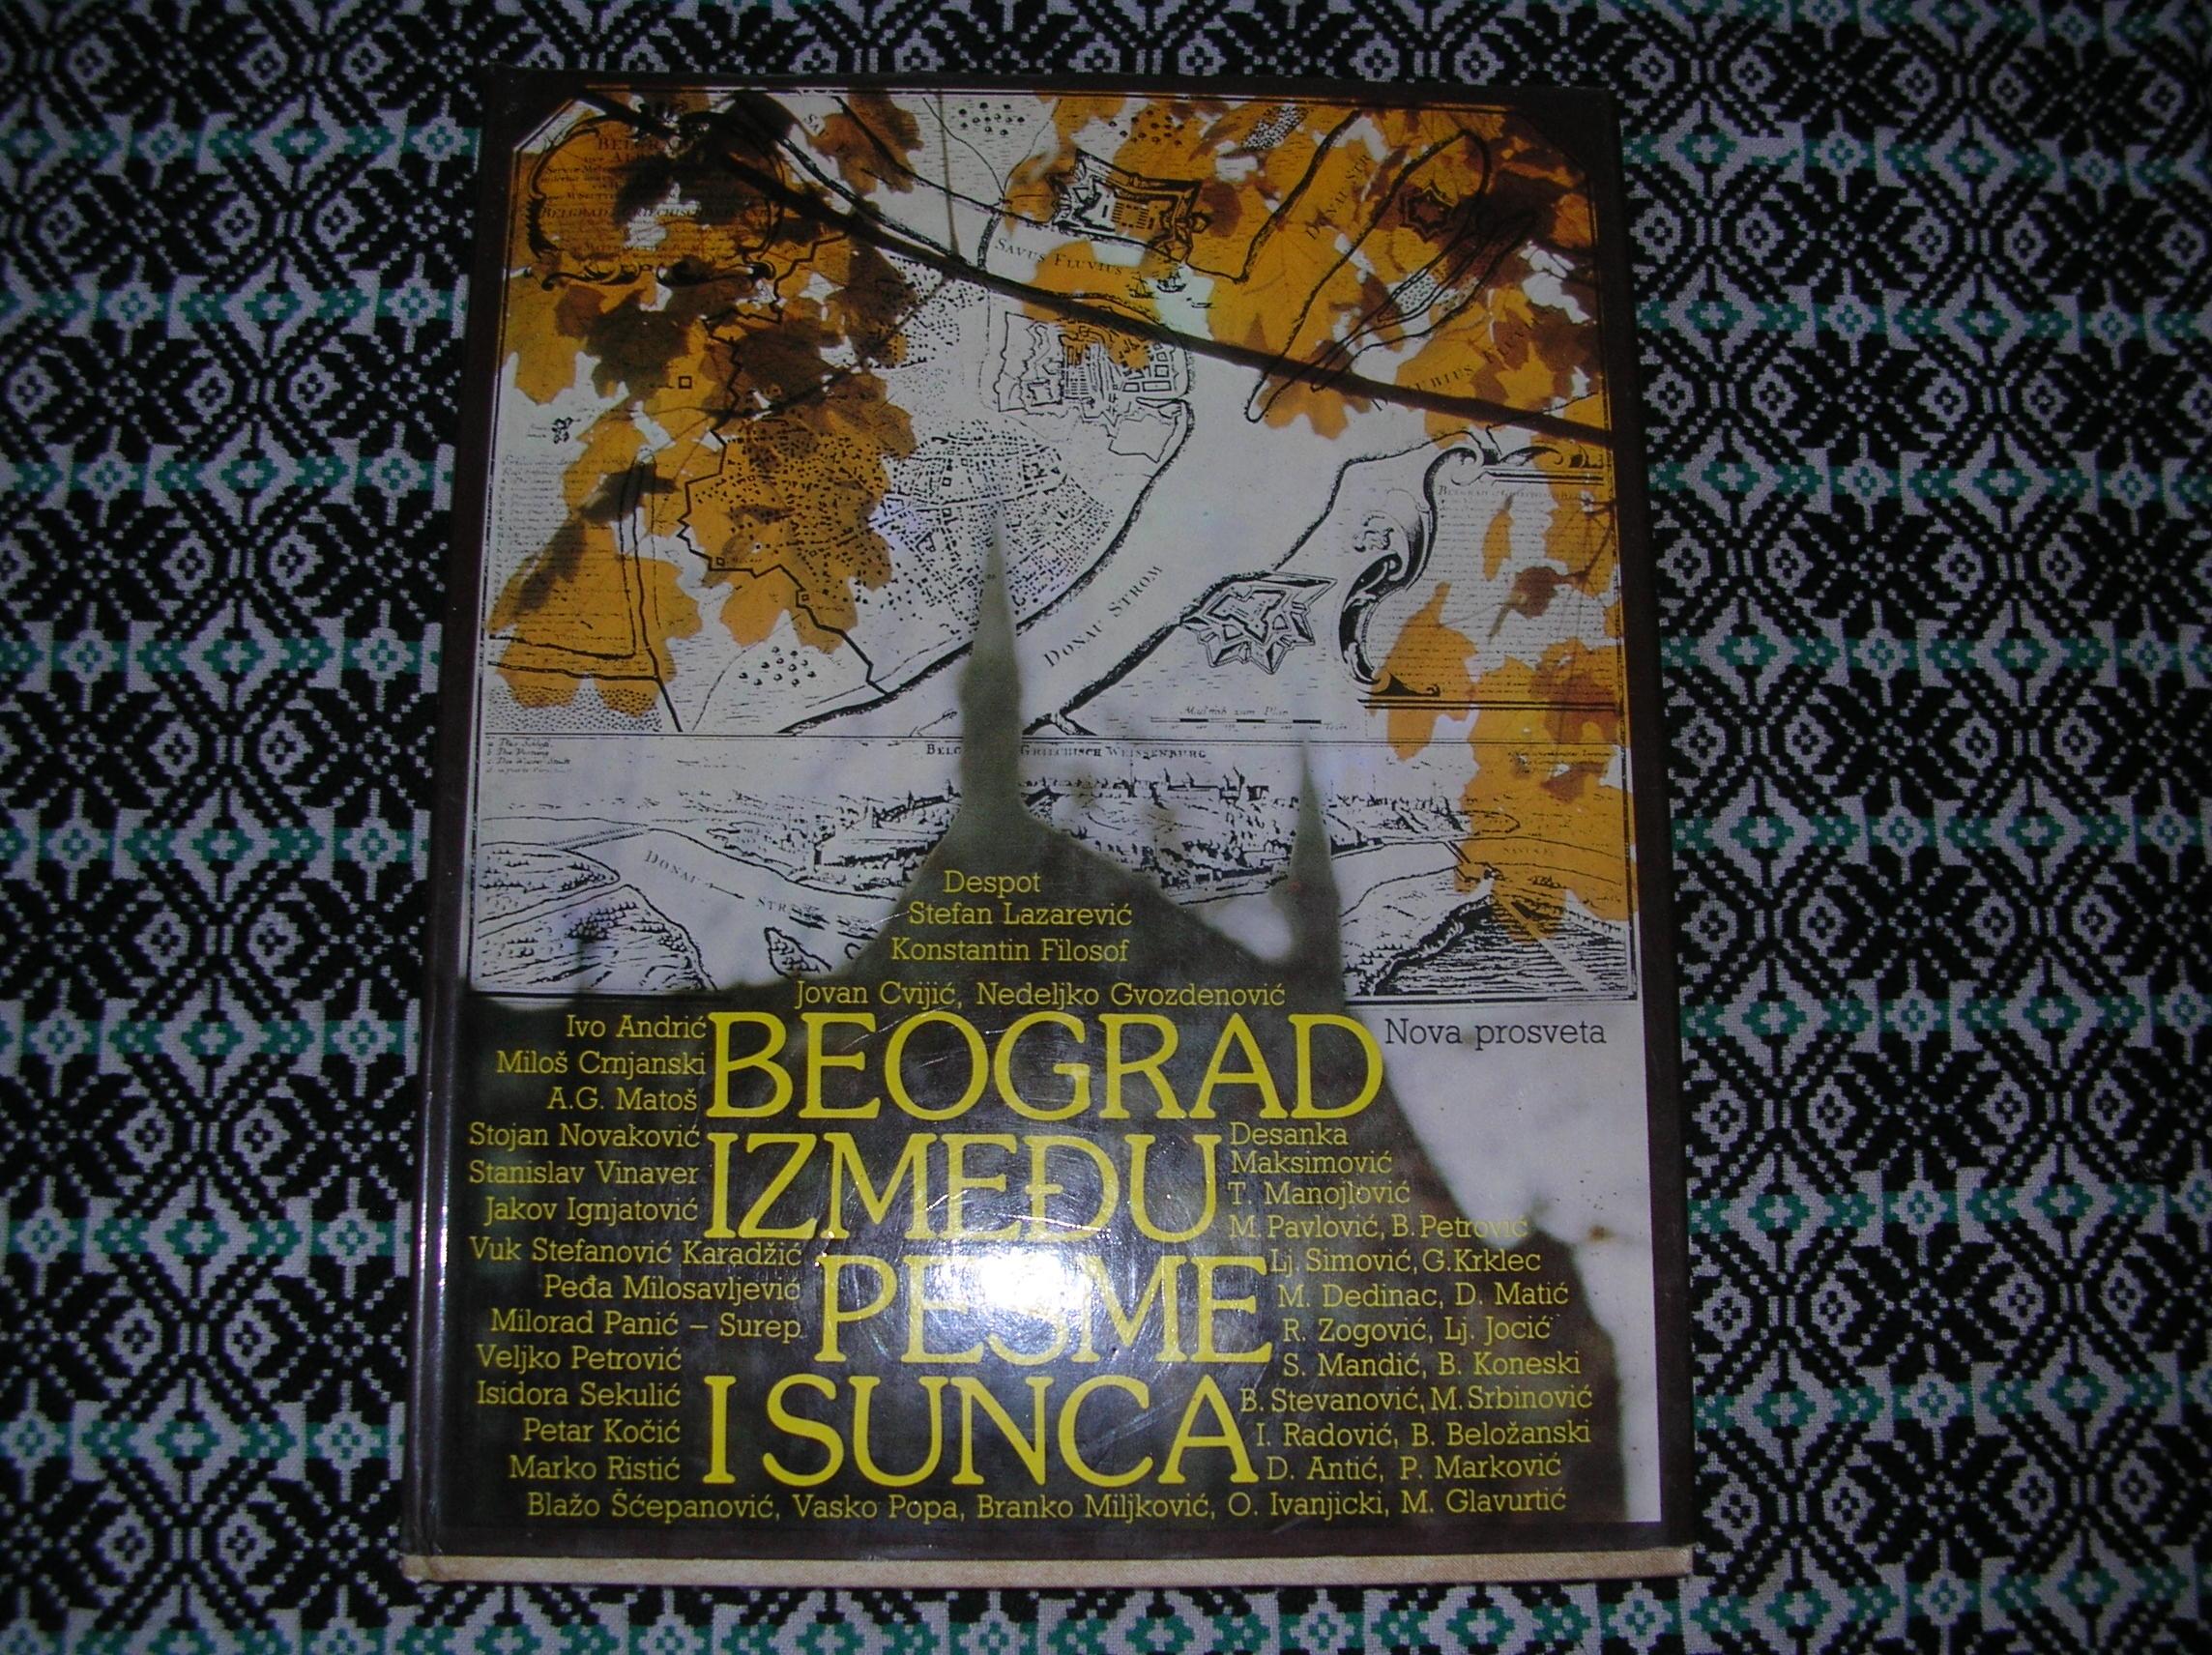 SAVUS FLUVIUS
DONAU STROM
GRIECHISCH WEISSENBURG
DONAU
Despot
Stefan Lazarević
Konstantin Filosof
Jovan Cvijić, Nedeljko Gvozdenović
BEOGRAD
IZMEĐU
PESME
I SUNCA
Nova prosveta
Ivo Andrić
Miloš Crnjanski
A.G. Matoš
Stojan Novaković
Stanislav Vinaver
Jakov Ignjatović
Vuk Stefanović Karadžić
Peđa Milosavljević
Milorad Panić – Surep
Veljko Petrović
Isidora Sekulić
Petar Kočić
Marko Ristić
Desanka
Maksimović
T. Manojlović
M. Pavlović, B. Petrović
Lj. Simović, G. Krklec
M. Dedinac, D. Matić
R. Zogović, Lj. Jocić
S. Mandić, B. Koneski
B. Stevanović, M. Srbinović
I. Radović, B. Beložanski
D. Antić, P. Marković
Blažo Šćepanović, Vasko Popa, Branko Miljković, O. Ivanjicki, M. Glavurtić